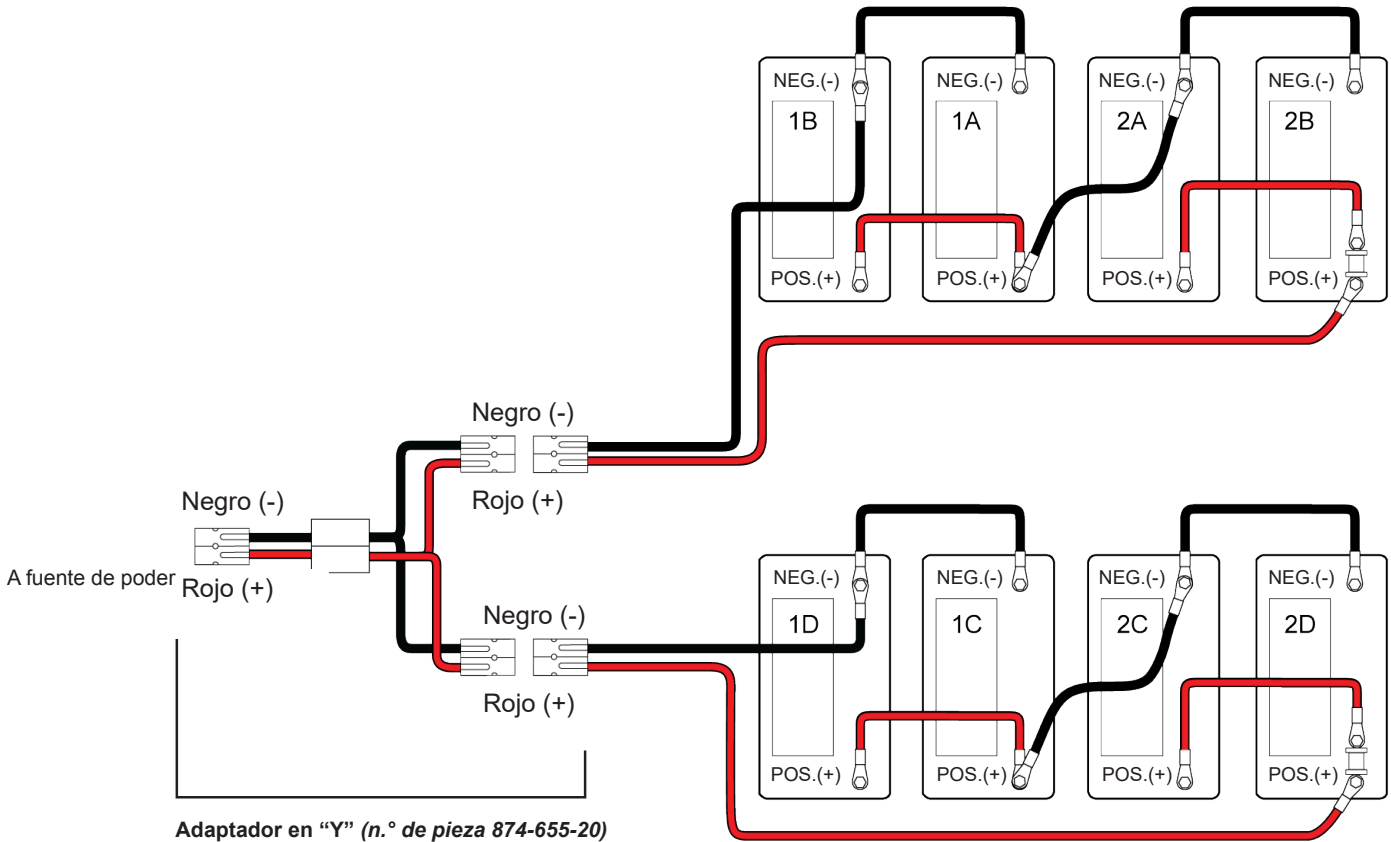 NEG.(-) NEG.(-) NEG.(-) NEG.(-)
1B 1A 2A 2B
POS.(+) POS.(+) POS.(+) POS.(+)
Negro (-)
Rojo (+)
Negro (-)
A fuente de poder
Rojo (+)
NEG.(-) NEG.(-) NEG.(-) NEG.(-)
1D 1C 2C 2D
Negro (-)
Rojo (+)
POS.(+) POS.(+) POS.(+) POS.(+)
Adaptador en “Y” (n.° de pieza 874-655-20)